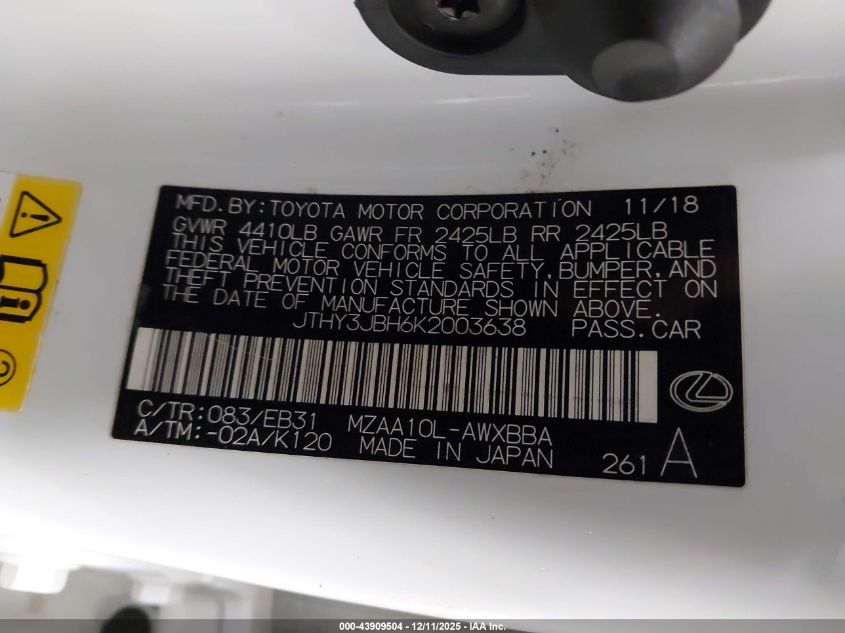 MFD. BY: TOYOTA MOTOR CORPORATION 11/18
GVWR 4410LB GAWR FR 2425LB RR 2425LB
THIS VEHICLE CONFORMS TO ALL APPLICABLE
FEDERAL MOTOR VEHICLE SAFETY, BUMPER, AND
THEFT PREVENTION STANDARDS IN EFFECT ON
THE DATE OF MANUFACTURE SHOWN ABOVE.
JTHY3JBH6K2003638 PASS.CAR
C/TR: 083/EB31 MZAA10L-AWXBBA
A/TM: -02A/K120 MADE IN JAPAN
261 A
000-43909504 - 12/11/2025 - IAA Inc.